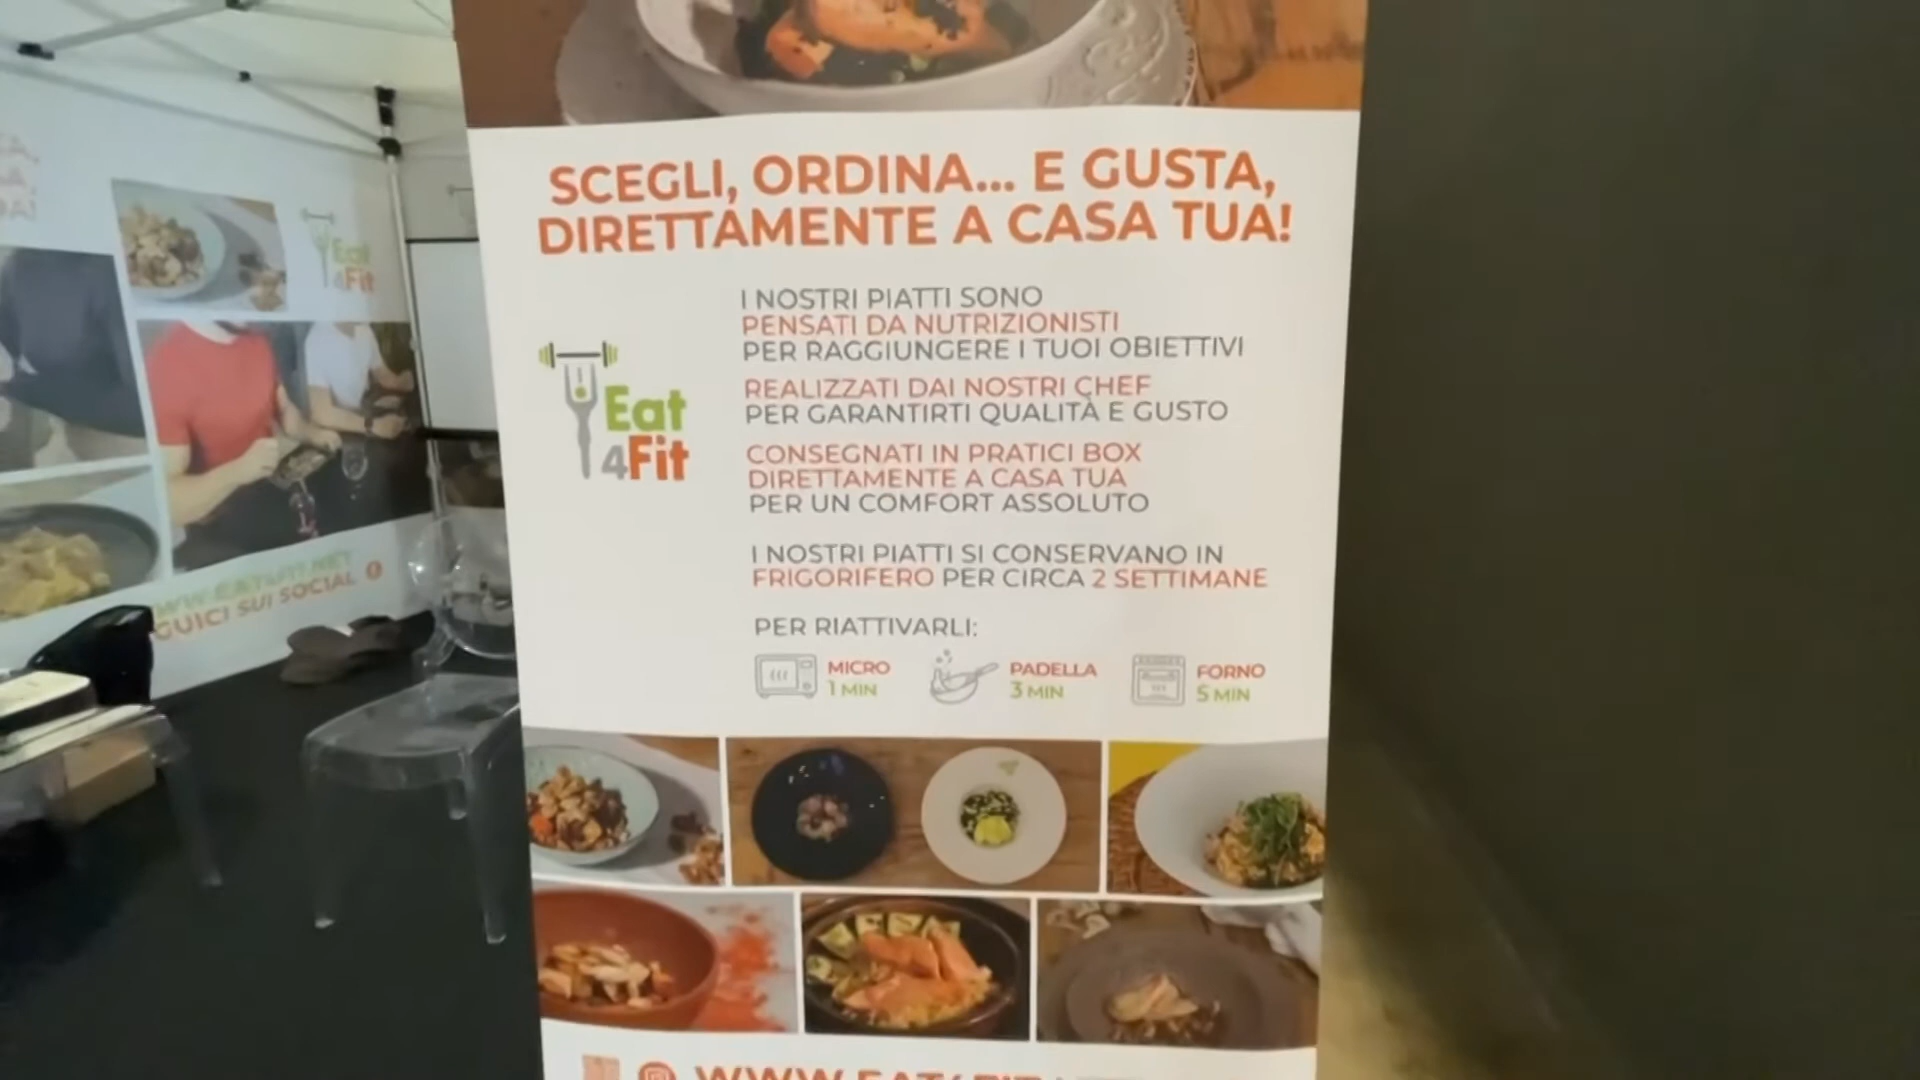 SCEGLI, ORDINA... E GUSTA,
DIRETTAMENTE A CASA TUA!
I NOSTRI PIATTI SONO
PENSATI DA NUTRIZIONISTI
PER RAGGIUNGERE I TUOI OBIETTIVI
REALIZZATI DAI NOSTRI CHEF
PER GARANTIRTI QUALITÀ E GUSTO
CONSEGNATI IN PRATICI BOX
DIRETTAMENTE A CASA TUA
PER UN COMFORT ASSOLUTO
Eat
4Fit
I NOSTRI PIATTI SI CONSERVANO IN
FRIGORIFERO PER CIRCA 2 SETTIMANE
PER RIATTIVARLI:
MICRO
1 MIN
PADELLA
3 MIN
FORNO
5 MIN
Eat
4Fit
SUI SOCIAL